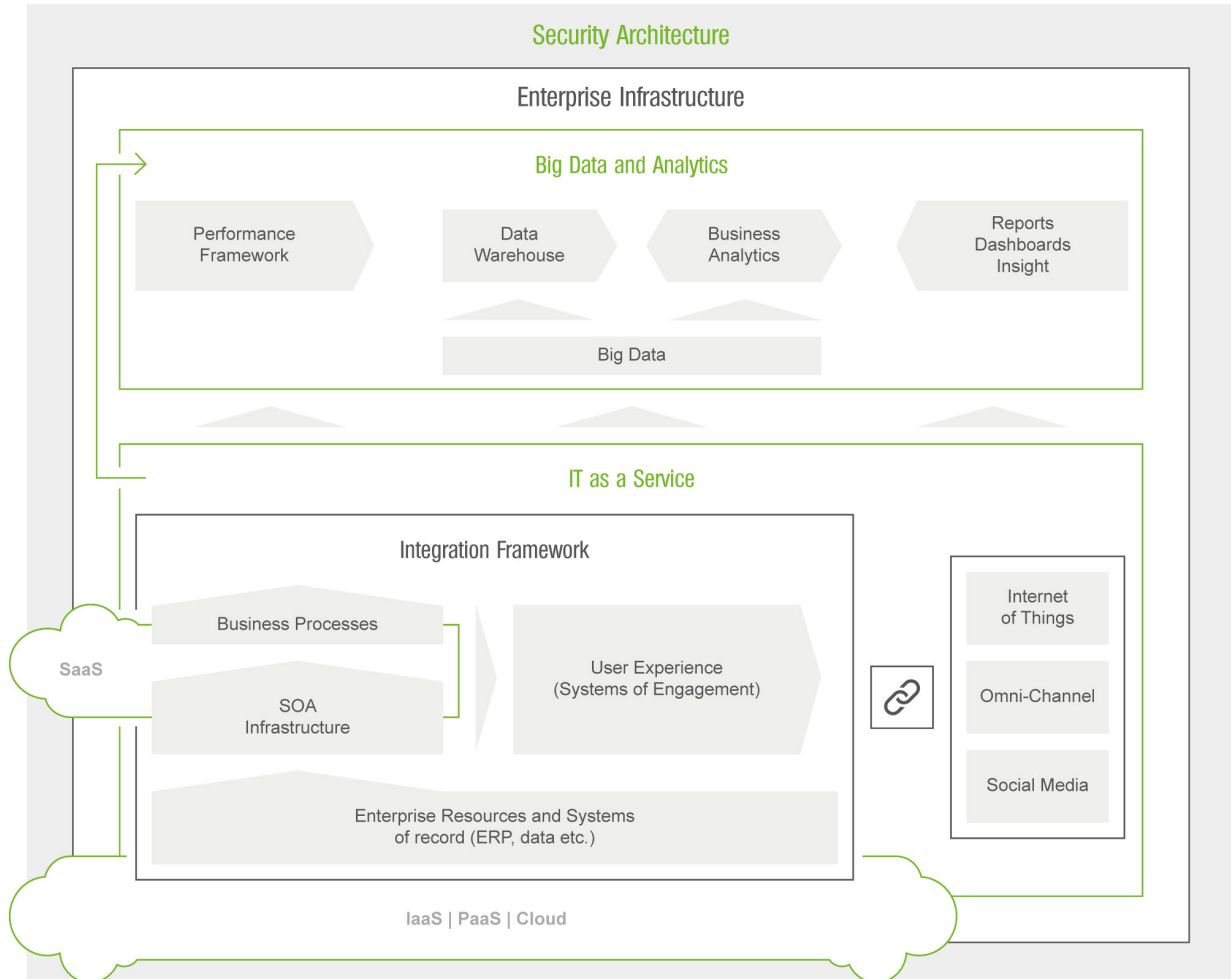 Security Architecture
Enterprise Infrastructure
Big Data and Analytics
Performance
Framework
Data
Warehouse
Business
Analytics
Reports
Dashboards
Insight
Big Data
IT as a Service
Integration Framework
Business Processes
SaaS
SOA
Infrastructure
User Experience
(Systems of Engagement)
Internet
of Things
Omni-Channel
Social Media
Enterprise Resources and Systems
of record (ERP, data etc.)
IaaS | PaaS | Cloud